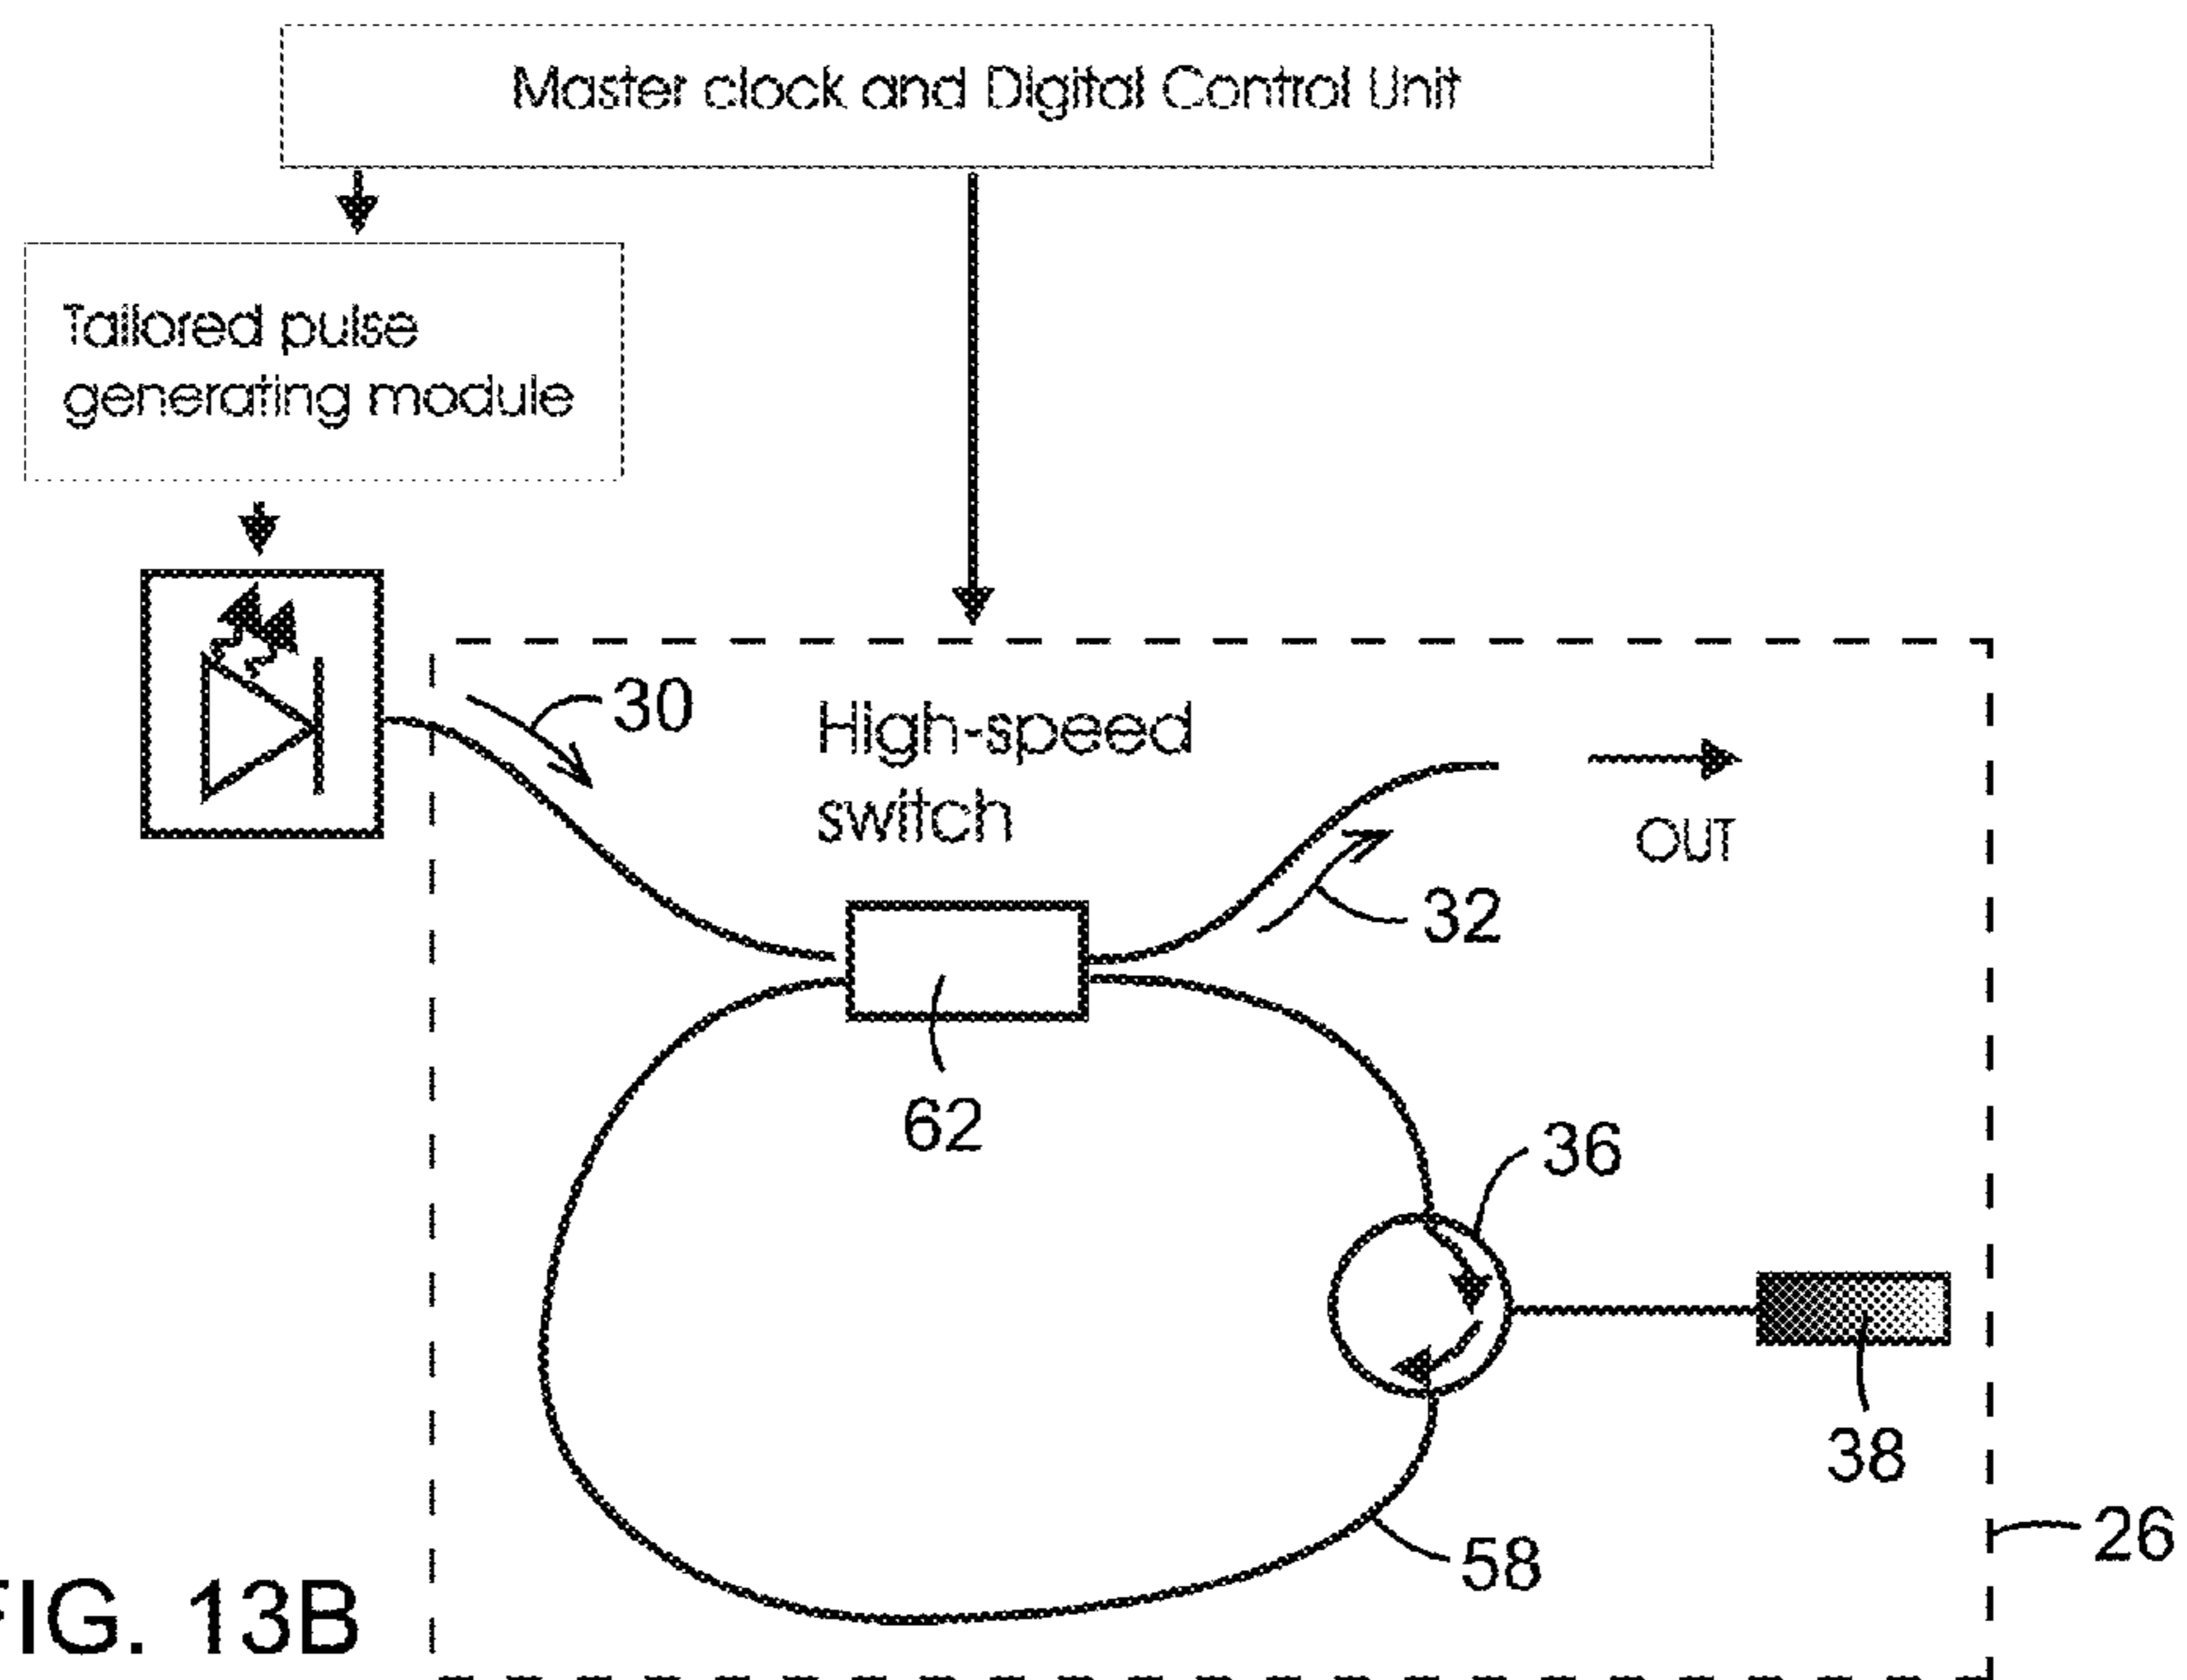 Master clock and Digital Control Unit
Tailored pulse
generating module
30
High-speed
switch
OUT
32
62
36
38
26
58
FIG. 13B